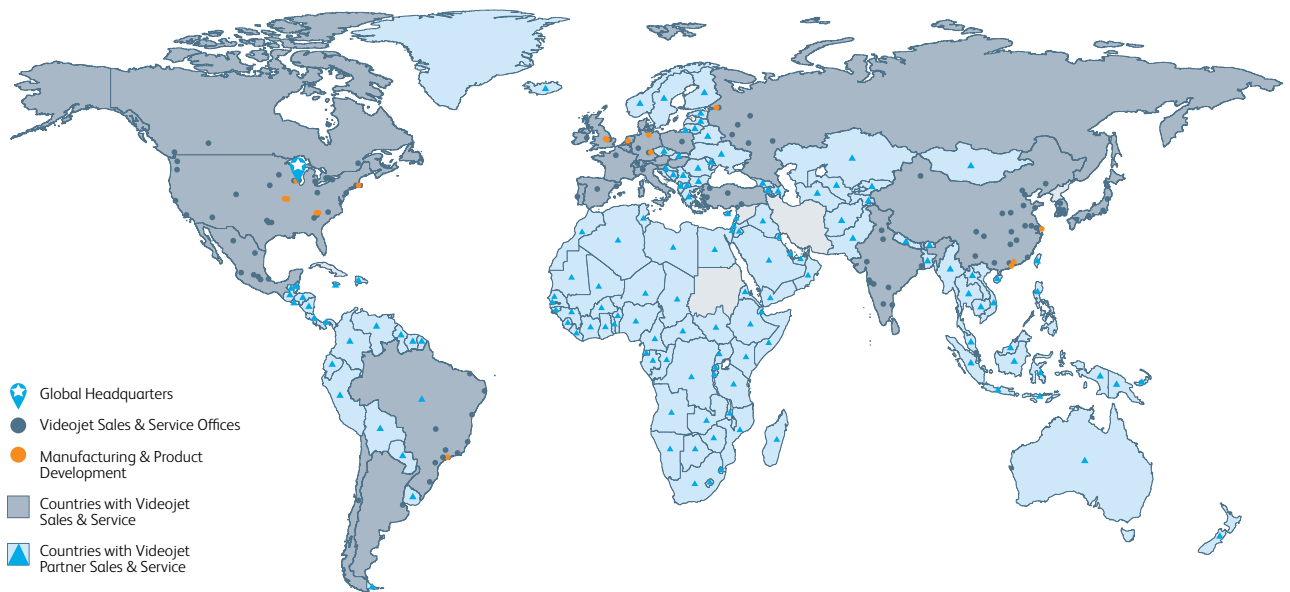 Global Headquarters
Videojet Sales & Service Offices
Manufacturing & Product
Development
Countries with Videojet
Sales & Service
Countries with Videojet
Partner Sales & Service